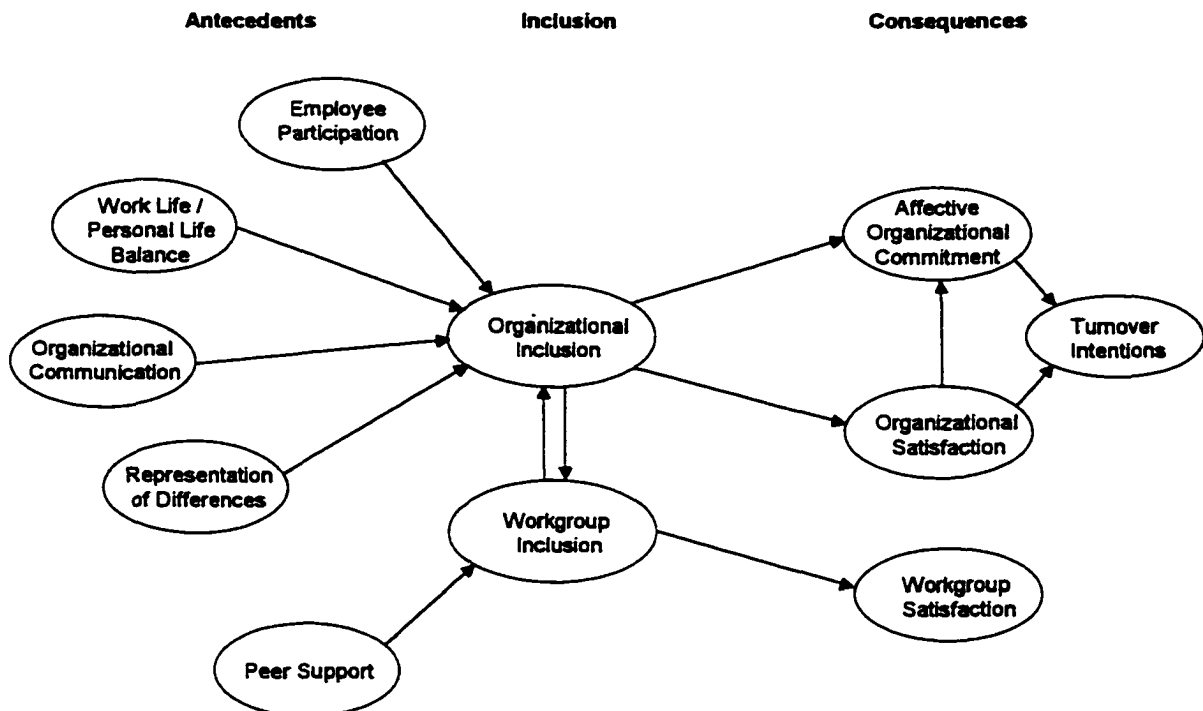 Antecedents
Inclusion
Consequences
Employee
Participation
Work Life /
Personal Life
Balance
Organizational
Communication
Representation
of Differences
Peer Support
Organizational
Inclusion
Workgroup
Inclusion
Affective
Organizational
Commitment
Organizational
Satisfaction
Turnover
Intentions
Workgroup
Satisfaction